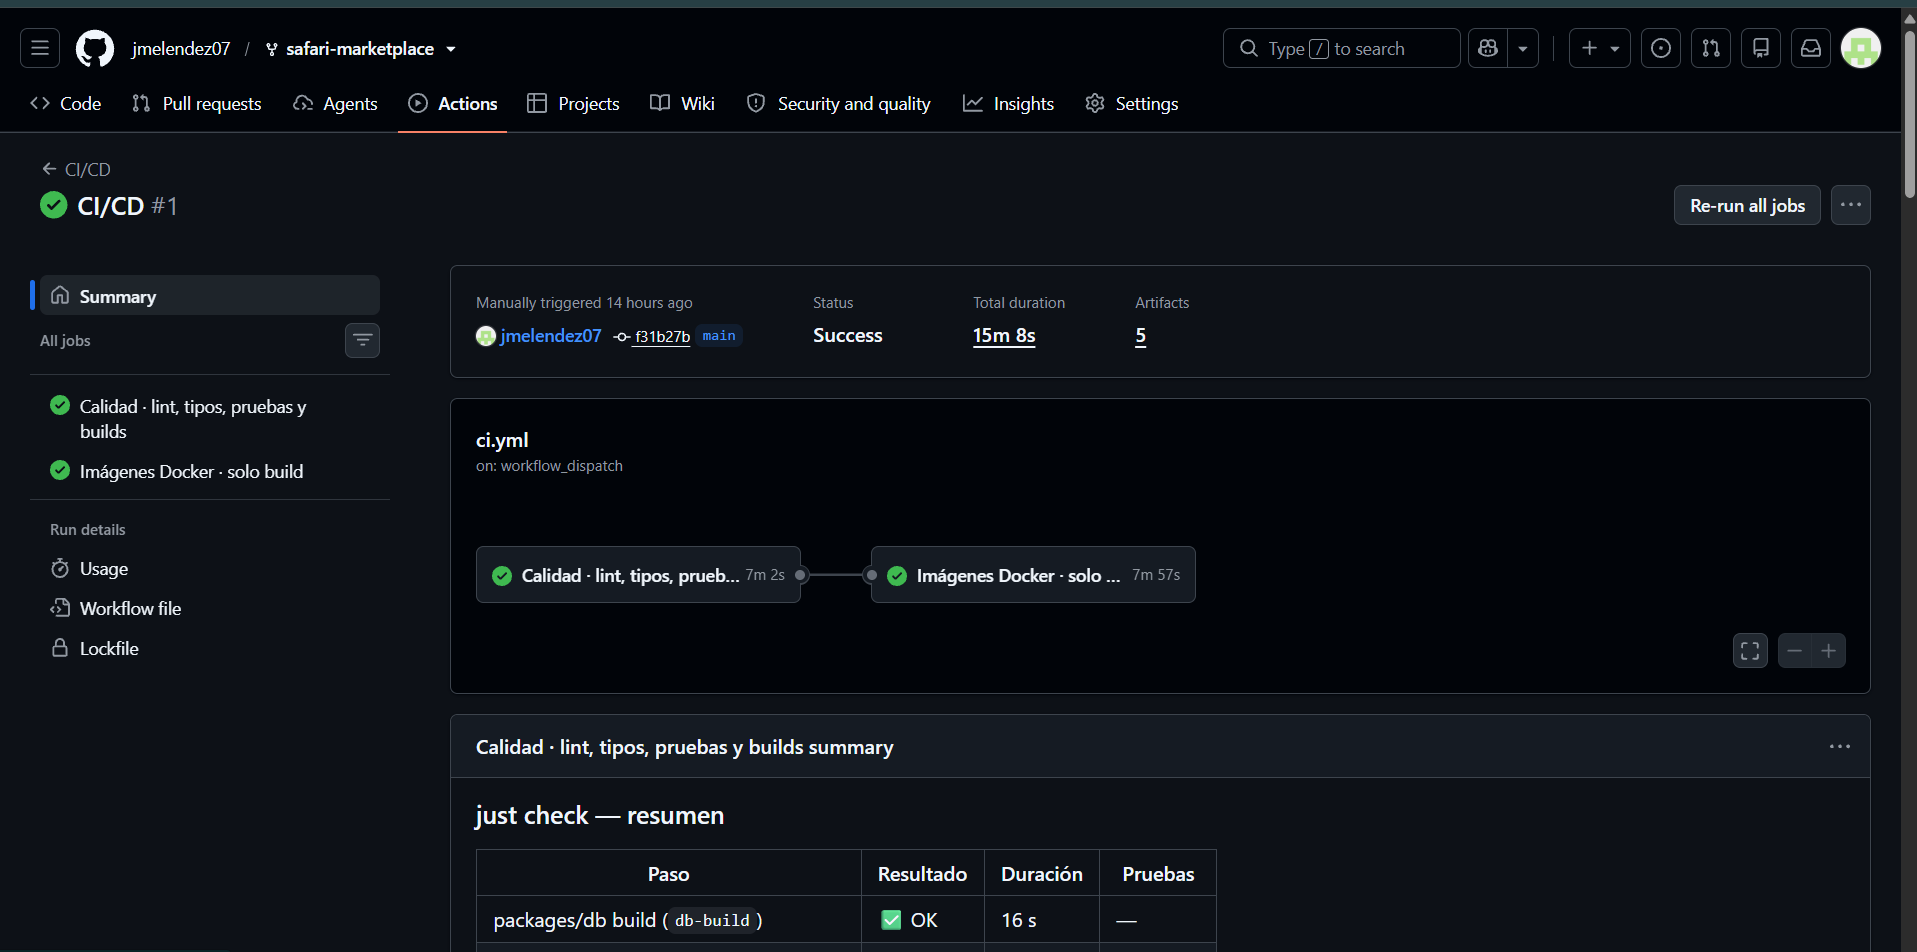 jmelendez07 / safari-marketplace
Type / to search
Code
Pull requests
Agents
Actions
Projects
Wiki
Security and quality
Insights
Settings
CI/CD
CI/CD #1
Re-run all jobs
Summary
All jobs
Calidad · lint, tipos, pruebas y
builds
Imágenes Docker · solo build
Run details
Usage
Workflow file
Lockfile
Manually triggered 14 hours ago
jmelendez07 f31b27b main
Status
Success
Total duration
15m 8s
Artifacts
5
ci.yml
on: workflow_dispatch
Calidad · lint, tipos, prueb... 7m 2s
Imágenes Docker · solo ... 7m 57s
Calidad · lint, tipos, pruebas y builds summary
just check — resumen
Paso Resultado Duración Pruebas
packages/db build ( db-build ) ✅ OK 16 s —